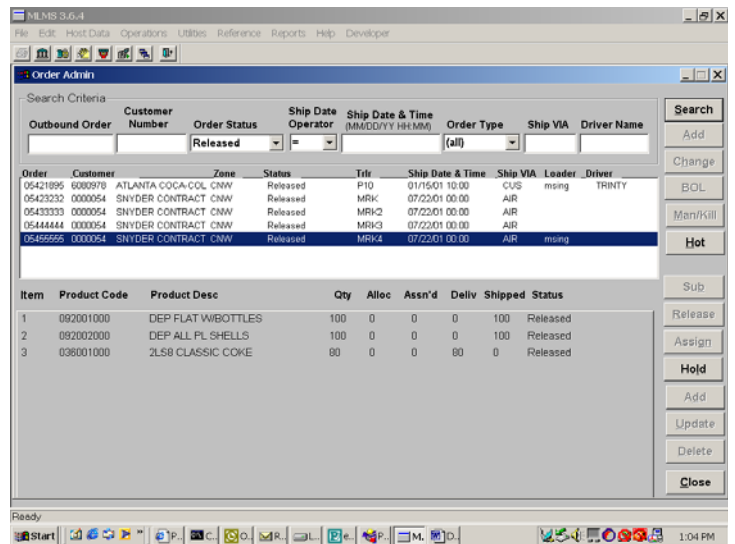 MLMS 3.6.4
File Edit Host Data Operations Utilities Reference Reports Help Developer
Order Admin
Search Criteria
Outbound Order Customer Number Order Status Ship Date Operator Ship Date & Time (MM/DD/YY HH:MM) Order Type Ship VIA Driver Name
Released = (all)
Order Customer Zone Status Trlr Ship Date & Time Ship VIA Loader Driver
05421895 6080978 ATLANTA COCA-COL CNW Released P10 01/15/01 10:00 CUS msing TRINTY
05423232 0000054 SNYDER CONTRACT CNW Released MRK 07/22/01 00:00 AIR
05433333 0000054 SNYDER CONTRACT CNW Released MRK2 07/22/01 00:00 AIR
05444444 0000054 SNYDER CONTRACT CNW Released MRK3 07/22/01 00:00 AIR
05455555 0000054 SNYDER CONTRACT CNW Released MRK4 07/22/01 00:00 AIR msing
Item Product Code Product Desc Qty Alloc Assn'd Deliv Shipped Status
1 092001000 DEP FLAT W/BOTTLES 100 0 0 0 100 Released
2 092002000 DEP ALL PL SHELLS 100 0 0 0 100 Released
3 036001000 2LS8 CLASSIC COKE 80 0 0 80 0 Released
Search
Add
Change
BOL
Man/Kill
Hot
Sub
Release
Assign
Hold
Add
Update
Delete
Close
Ready
Start P.. C.. O.. R.. L.. e.. P.. M.. D.. 1:04 PM